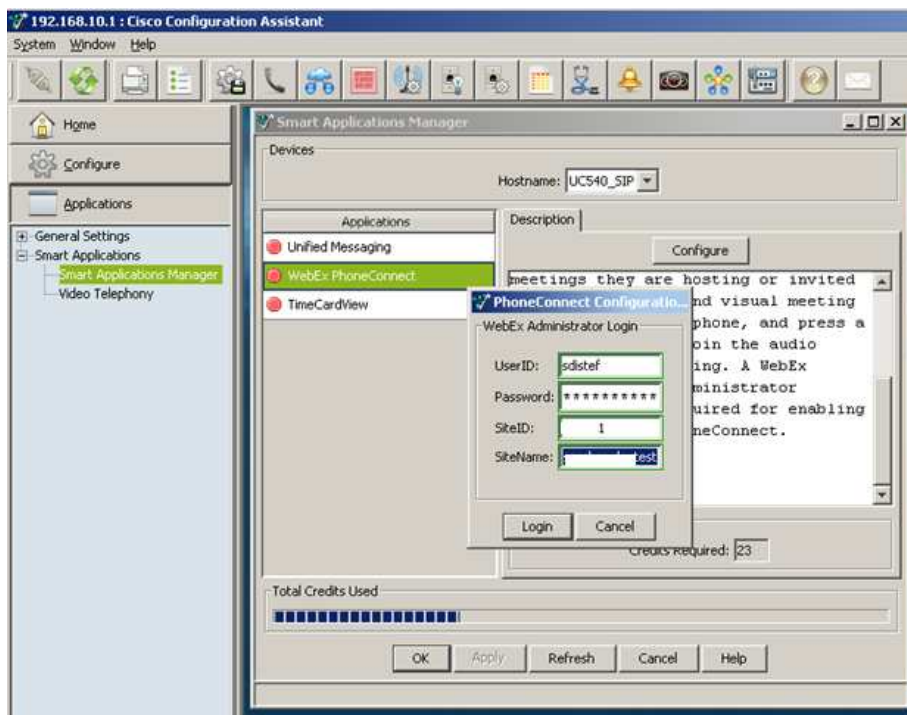 192.168.10.1 : Cisco Configuration Assistant
System Window Help
Home
Configure
Applications
General Settings
Smart Applications
Smart Applications Manager
Video Telephony
Smart Applications Manager
Devices
Hostname: UC540_SIP
Applications
Unified Messaging
WebEx PhoneConnect
TimeCardView
Description
Configure
meetings they are hosting or invited
nd visual meeting
phone, and press a
oin the audio
ing. A WebEx
ministrator
uired for enabling
neConnect.
PhoneConnect Configuratio...
WebEx Administrator Login
UserID: sdistef
Password: **********
SiteID: 1
SiteName: test
Login Cancel
Credits Required: 23
Total Credits Used
OK Apply Refresh Cancel Help